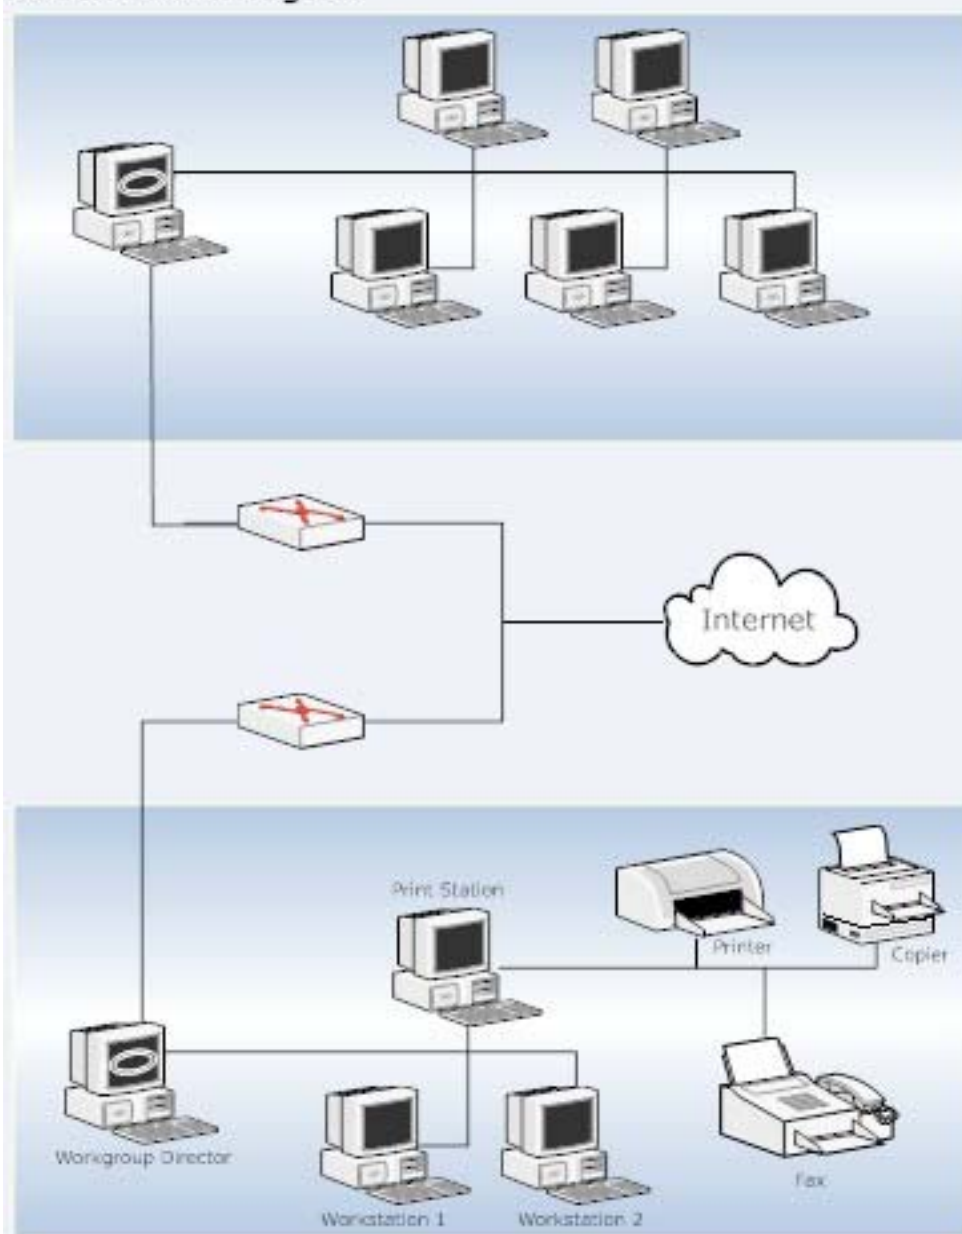 Internet
Print Station
Printer
Copier
Workgroup Director
Fax
Workstation 1
Workstation 2